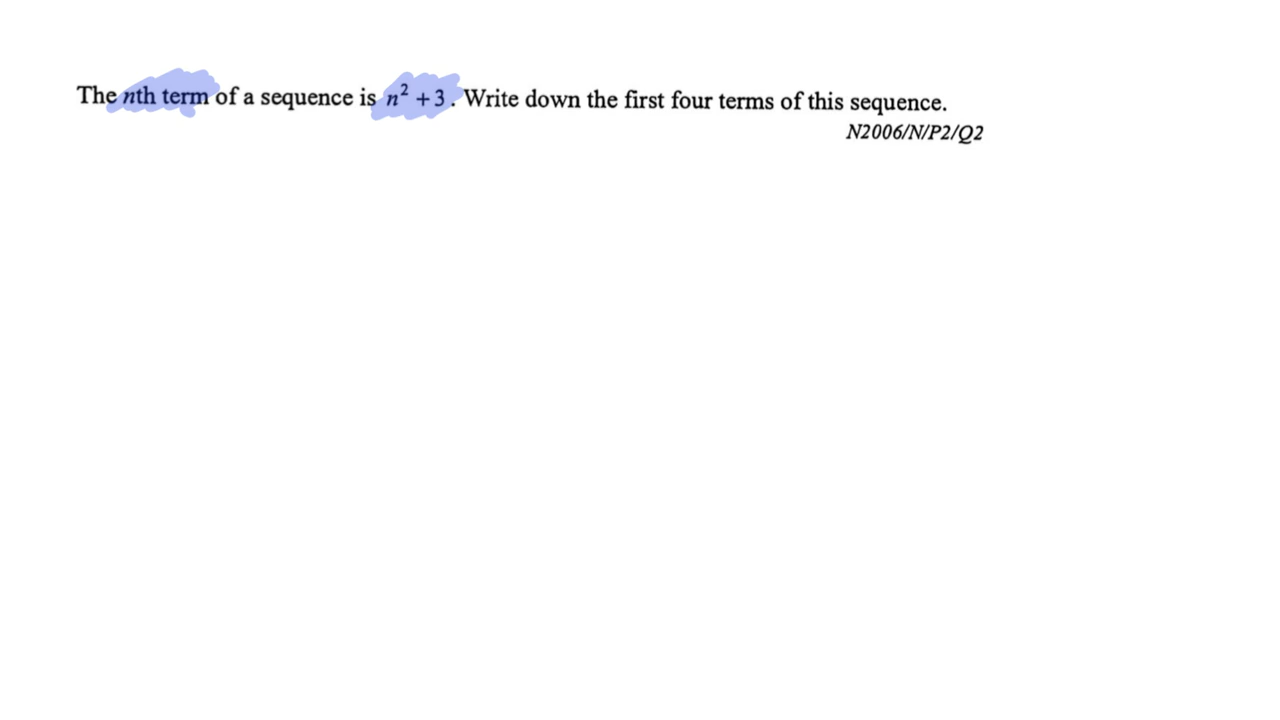 The nth term of a sequence is n² + 3. Write down the first four terms of this sequence.
N2006/N/P2/Q2